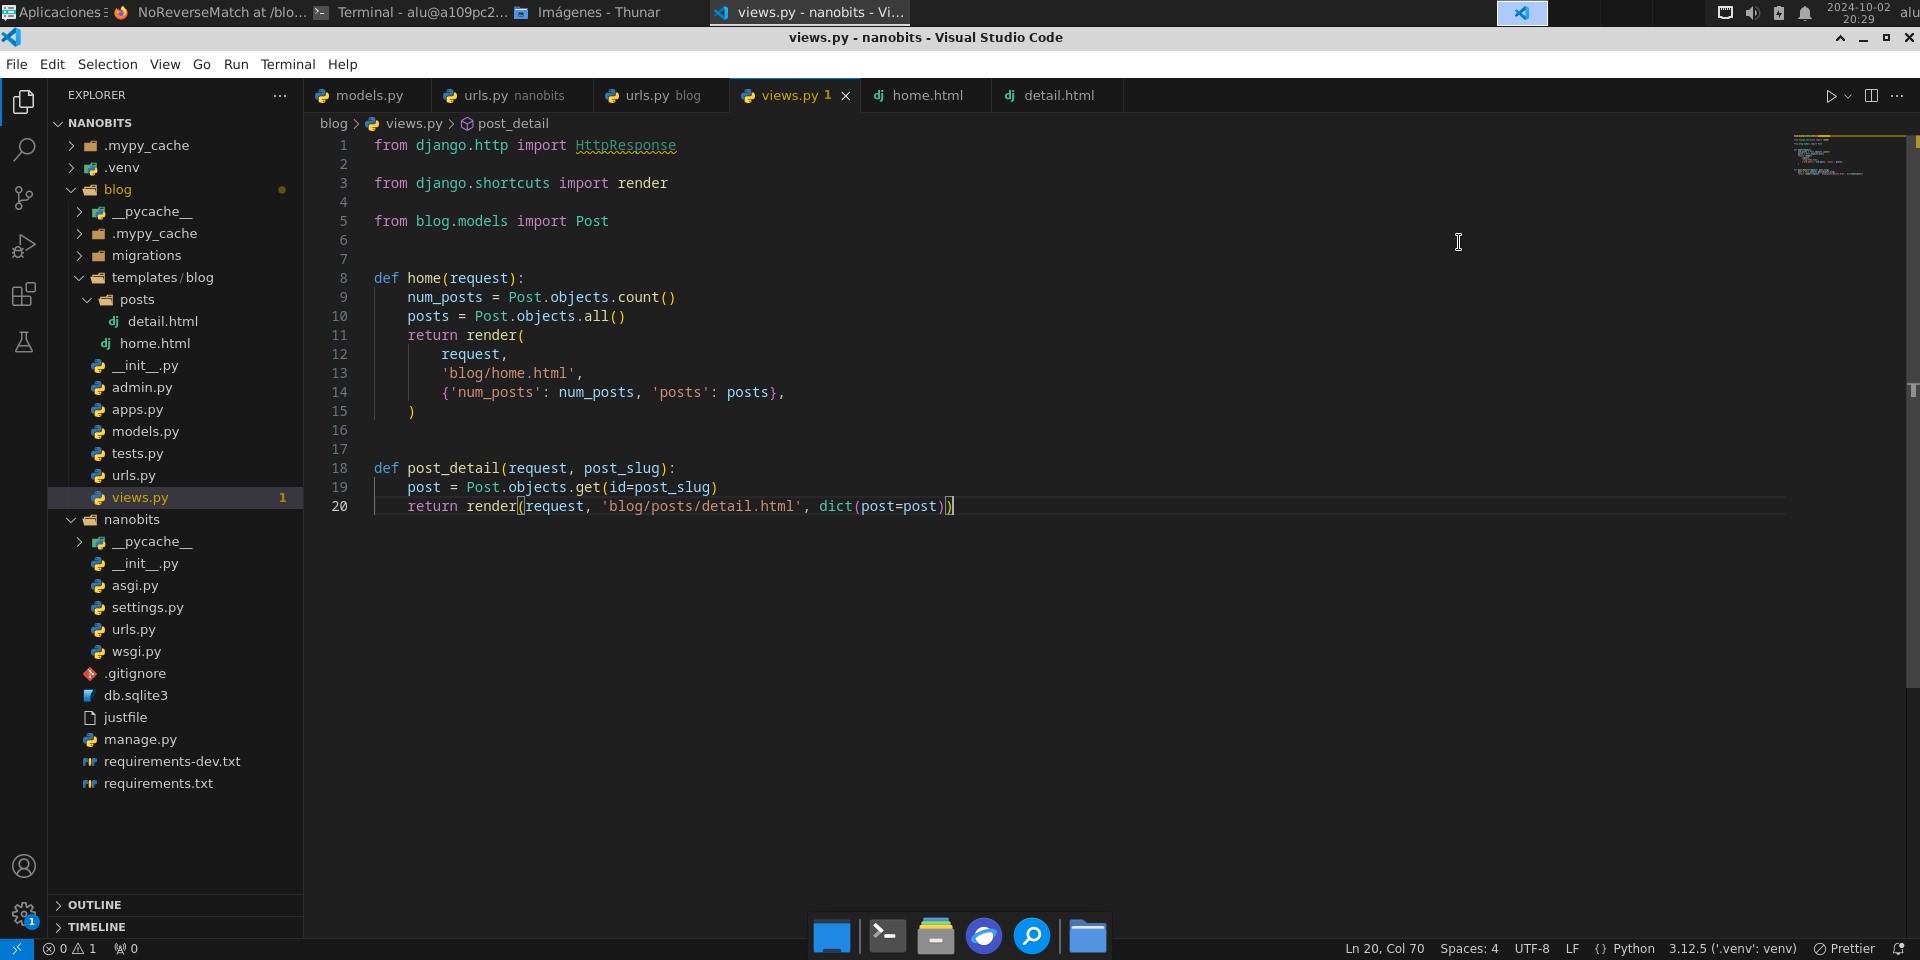 Aplicaciones
NoReverseMatch at /blo...
Terminal - alu@a109pc2...
Imágenes - Thunar
views.py - nanobits - Vi...
2024-10-02
20:29
alu
views.py - nanobits - Visual Studio Code
File Edit Selection View Go Run Terminal Help
EXPLORER
NANOBITS
.mypy_cache
.venv
blog
__pycache__
.mypy_cache
migrations
templates/blog
posts
detail.html
home.html
__init__.py
admin.py
apps.py
models.py
tests.py
urls.py
views.py 1
nanobits
__pycache__
__init__.py
asgi.py
settings.py
urls.py
wsgi.py
.gitignore
db.sqlite3
justfile
manage.py
requirements-dev.txt
requirements.txt
OUTLINE
TIMELINE
models.py
urls.py nanobits
urls.py blog
views.py 1
home.html
detail.html
blog > views.py > post_detail
1 from django.http import HttpResponse
2
3 from django.shortcuts import render
4
5 from blog.models import Post
6
7
8 def home(request):
9     num_posts = Post.objects.count()
10     posts = Post.objects.all()
11     return render(
12         request,
13         'blog/home.html',
14         {'num_posts': num_posts, 'posts': posts},
15     )
16
17
18 def post_detail(request, post_slug):
19     post = Post.objects.get(id=post_slug)
20     return render(request, 'blog/posts/detail.html', dict(post=post))
1
0 1 0
Ln 20, Col 70 Spaces: 4 UTF-8 LF Python 3.12.5 ('.venv': venv) Prettier